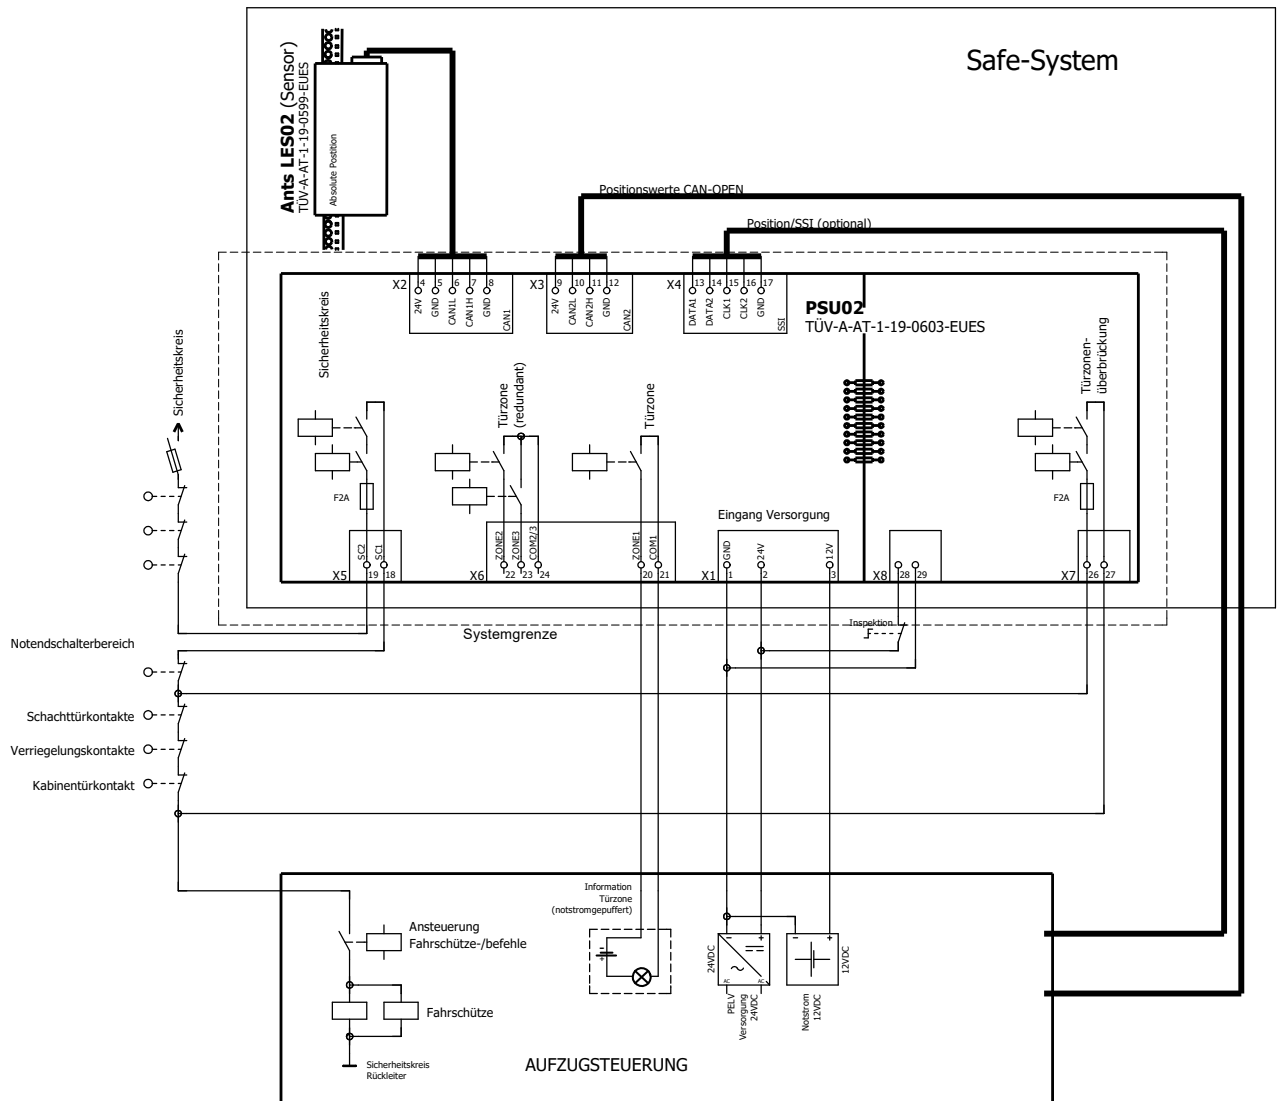 Safe-System
Ants LES02 (Sensor)
TÜV-A-AT-1-19-0599-EUES
Absolute Postition
Positionswerte CAN-OPEN
Position/SSI (optional)
X2
4
5
6
7
8
24V
GND
CAN1L
CAN1H
GND
CAN1
X3
9
10
11
12
24V
CAN2L
CAN2H
GND
CAN2
X4
13
14
15
16
17
DATA1
DATA2
CLK1
CLK2
GND
SSI
PSU02
TÜV-A-AT-1-19-0603-EUES
Sicherheitskreis
Sicherheitskreis
Türzone
(redundant)
Türzone
Türzonen-
überbrückung
F2A
F2A
Eingang Versorgung
X5
SC2
SC1
19
18
X6
ZONE2
ZONE3
COM2/3
22
23
24
ZONE1
COM1
20
21
X1
GND
24V
12V
1
2
3
X8
28
29
X7
26
27
Inspektion
Systemgrenze
Notendschalterbereich
Schachttürkontakte
Verriegelungskontakte
Kabinentürkontakt
Information
Türzone
(notstromgepuffert)
Ansteuerung
Fahrschütze-/befehle
-
+
-
+
-
+
24VDC
12VDC
AC
AC
PELV
Versorgung
24VDC
Notstrom
12VDC
Fahrschütze
Sicherheitskreis
Rückleiter
AUFZUGSTEUERUNG